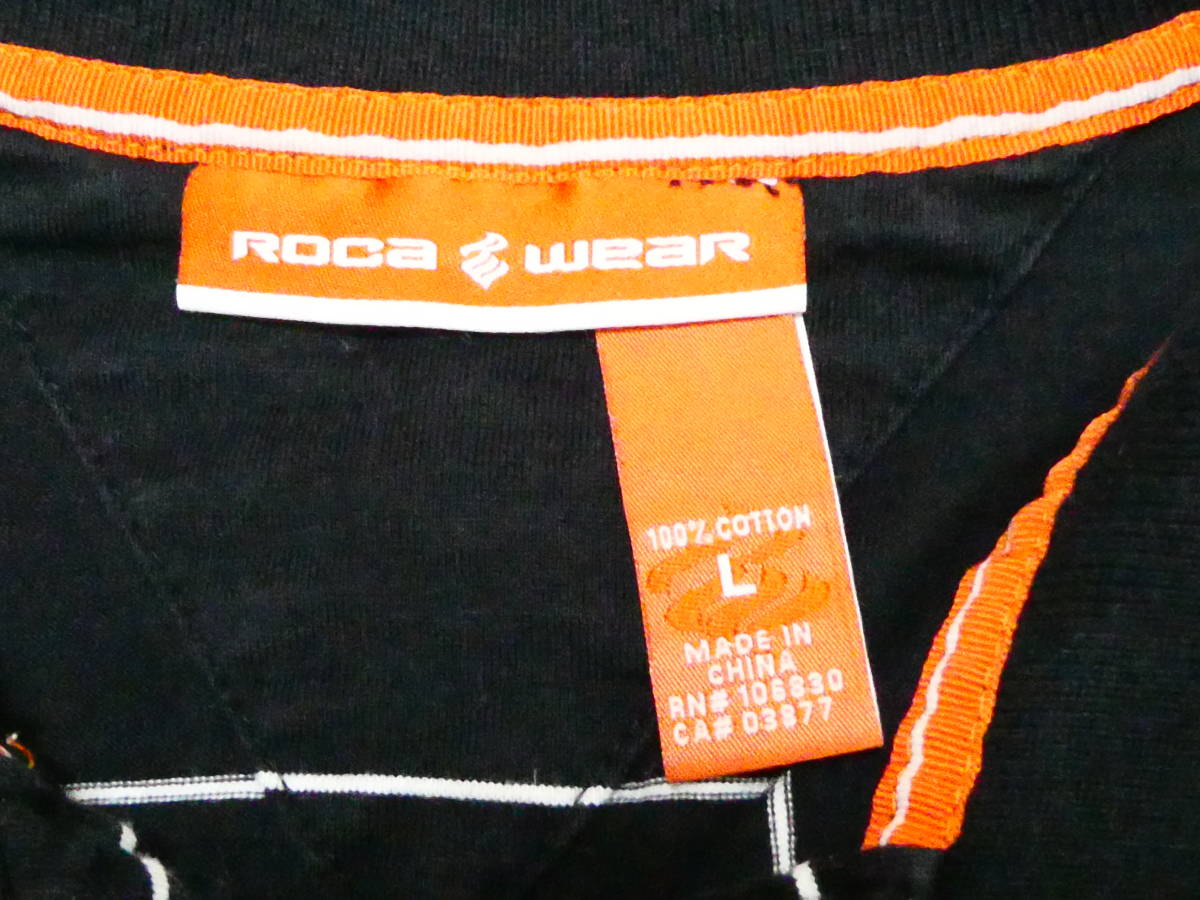 ROCA WEAR
100% COTTON
L
MADE IN
CHINA
RN# 106830
CA# 03877